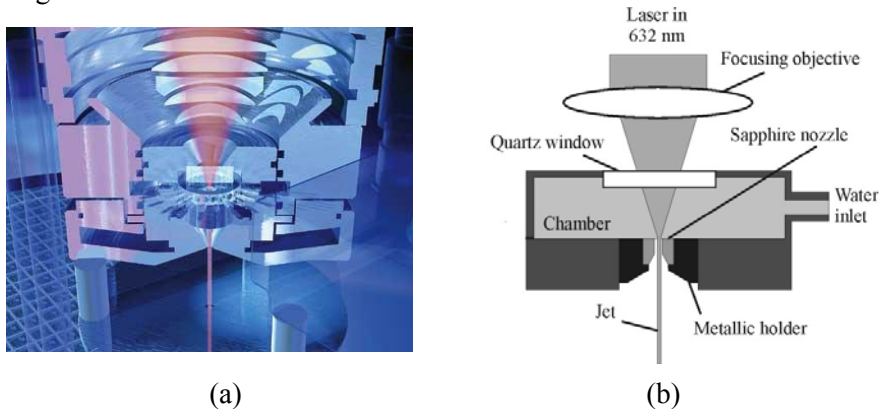 Laser in
632 nm
Focusing objective
Sapphire nozzle
Quartz window
Water
inlet
Chamber
Jet
Metallic holder
(a)
(b)